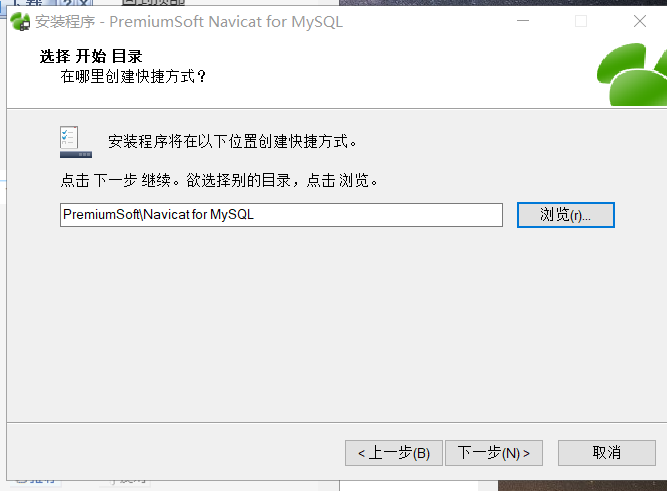 安装程序 - PremiumSoft Navicat for MySQL
选择 开始 目录
在哪里创建快捷方式？
安装程序将在以下位置创建快捷方式。
点击 下一步 继续。欲选择别的目录，点击 浏览。
PremiumSoft\Navicat for MySQL
浏览(r)...
< 上一步(B)
下一步(N) >
取消